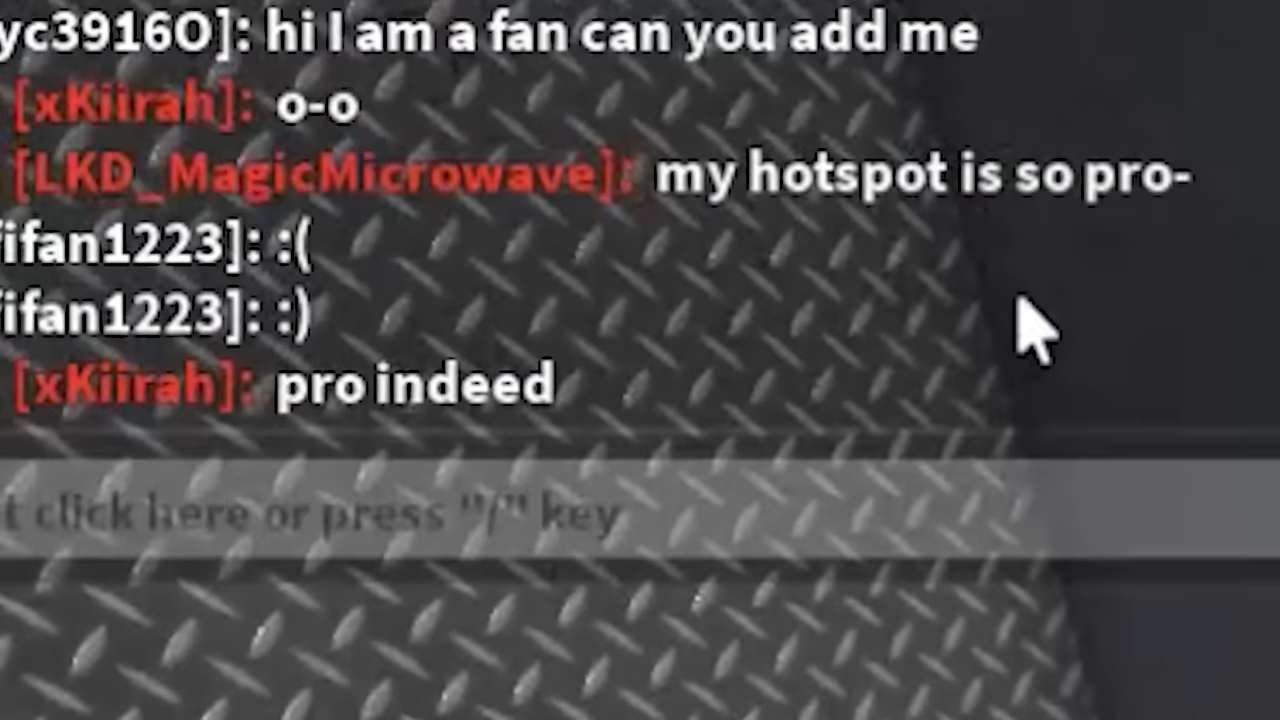 yc3916O]: hi I am a fan can you add me
[xKiirah]: o-o
[LKD_MagicMicrowave]: my hotspot is so pro-
ifan1223]: :(
ifan1223]: :)
[xKiirah]: pro indeed
t click here or press "/" key